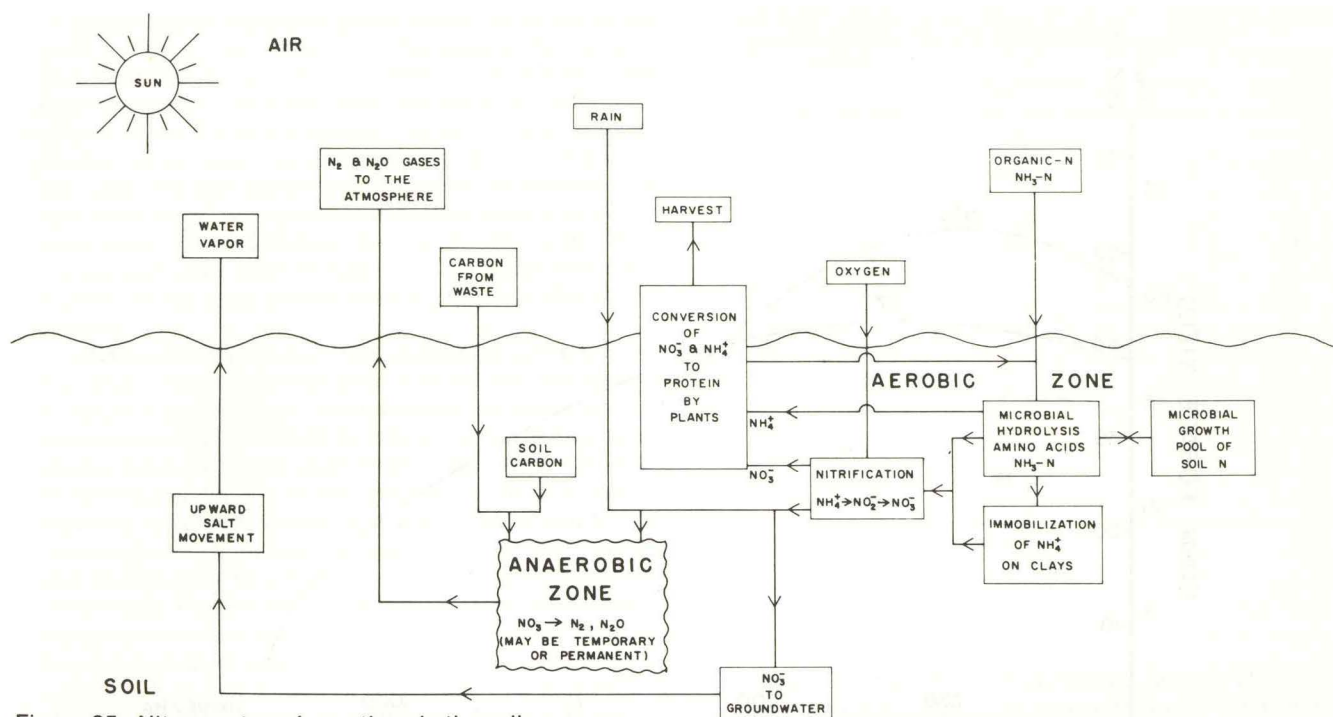 AIR
SUN
RAIN
N₂ & N₂O GASES
TO THE
ATMOSPHERE
ORGANIC-N
NH₃-N
HARVEST
WATER
VAPOR
CARBON
FROM
WASTE
OXYGEN
CONVERSION
OF
NO₃⁻ & NH₄⁺
TO
PROTEIN
BY
PLANTS
AEROBIC ZONE
NH₄⁺
MICROBIAL
HYDROLYSIS
AMINO ACIDS
NH₃-N
MICROBIAL
GROWTH
POOL OF
SOIL N
SOIL
CARBON
NO₃⁻
NITRIFICATION
NH₄⁺→NO₂⁻→NO₃⁻
UPWARD
SALT
MOVEMENT
IMMOBILIZATION
OF NH₄⁺
ON CLAYS
ANAEROBIC
ZONE
NO₃ → N₂, N₂O
(MAY BE TEMPORARY
OR PERMANENT)
SOIL
NO₃⁻
TO
GROUNDWATER